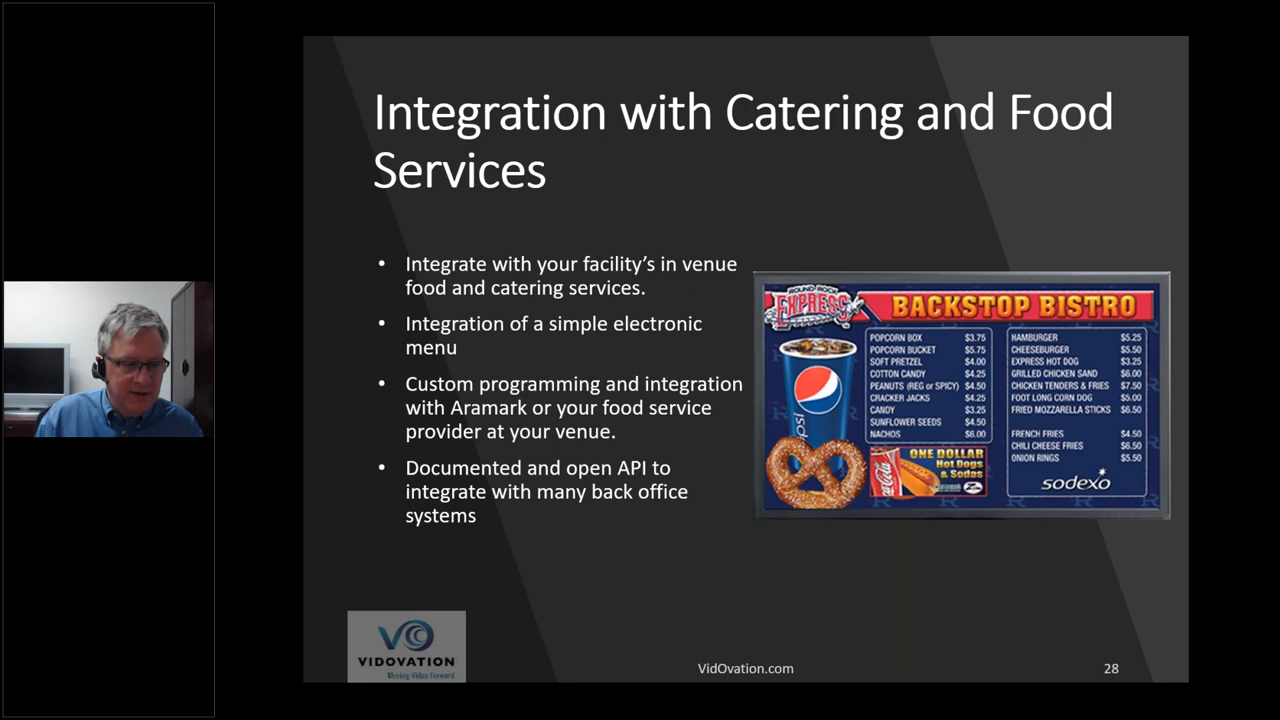 Integration with Catering and Food
Services
• Integrate with your facility's in venue
food and catering services.
• Integration of a simple electronic
menu
• Custom programming and integration
with Aramark or your food service
provider at your venue.
• Documented and open API to
integrate with many back office
systems
ROUND ROCK
EXPRESS
BACKSTOP BISTRO
POPCORN BOX $3.75
POPCORN BUCKET $5.75
SOFT PRETZEL $4.00
COTTON CANDY $4.25
PEANUTS (REG or SPICY) $4.50
CRACKER JACKS $4.25
CANDY $3.25
SUNFLOWER SEEDS $4.50
NACHOS $6.00
HAMBURGER $5.25
CHEESEBURGER $5.50
EXPRESS HOT DOG $3.25
GRILLED CHICKEN SAND $6.00
CHICKEN TENDERS & FRIES $7.50
FOOT LONG CORN DOG $5.00
FRIED MOZZARELLA STICKS $6.50
FRENCH FRIES $4.50
CHILI CHEESE FRIES $6.50
ONION RINGS $5.50
pepsi
Coca-Cola
ONE DOLLAR
Hot Dogs
& Sodas
sodexo
VIDOVATION
Moving Video Forward
VidOvation.com
28